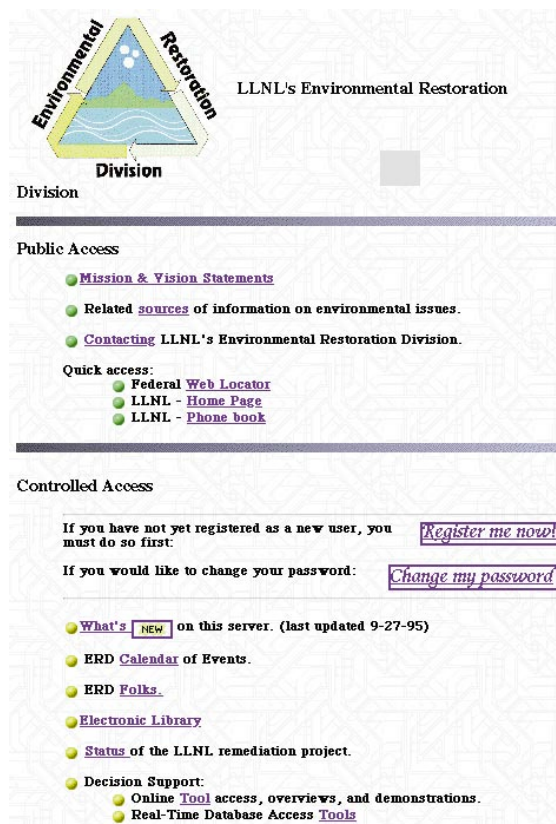 Environmental
Restoration
Division
LLNL's Environmental Restoration
Division
Public Access
Mission & Vision Statements
Related sources of information on environmental issues.
Contacting LLNL's Environmental Restoration Division.
Quick access:
Federal Web Locator
LLNL - Home Page
LLNL - Phone book
Controlled Access
If you have not yet registered as a new user, you
must do so first:
Register me now!
If you would like to change your password:
Change my password
What's NEW on this server. (last updated 9-27-95)
ERD Calendar of Events.
ERD Folks.
Electronic Library
Status of the LLNL remediation project.
Decision Support:
Online Tool access, overviews, and demonstrations.
Real-Time Database Access Tools